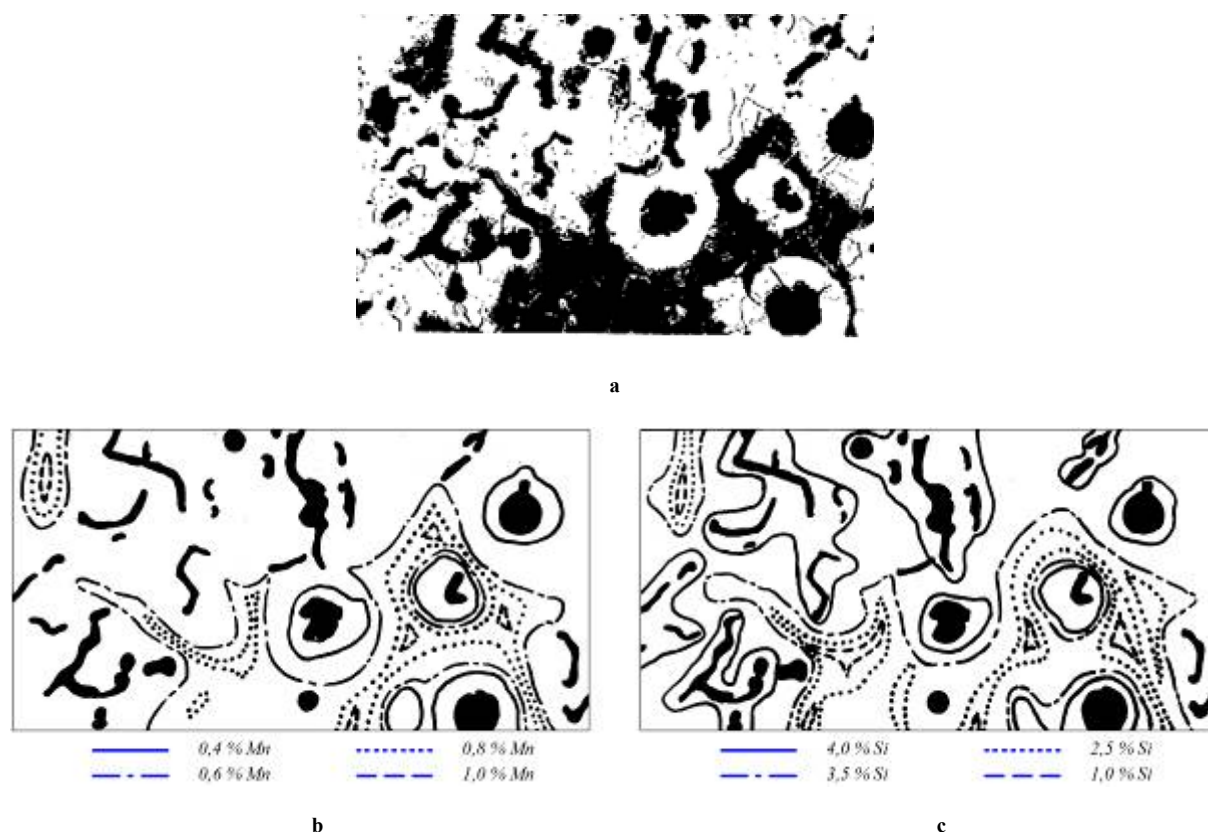 a
0,4 % Mn
0,8 % Mn
0,6 % Mn
1,0 % Mn
4,0 % Si
2,5 % Si
3,5 % Si
1,0 % Si
b
c